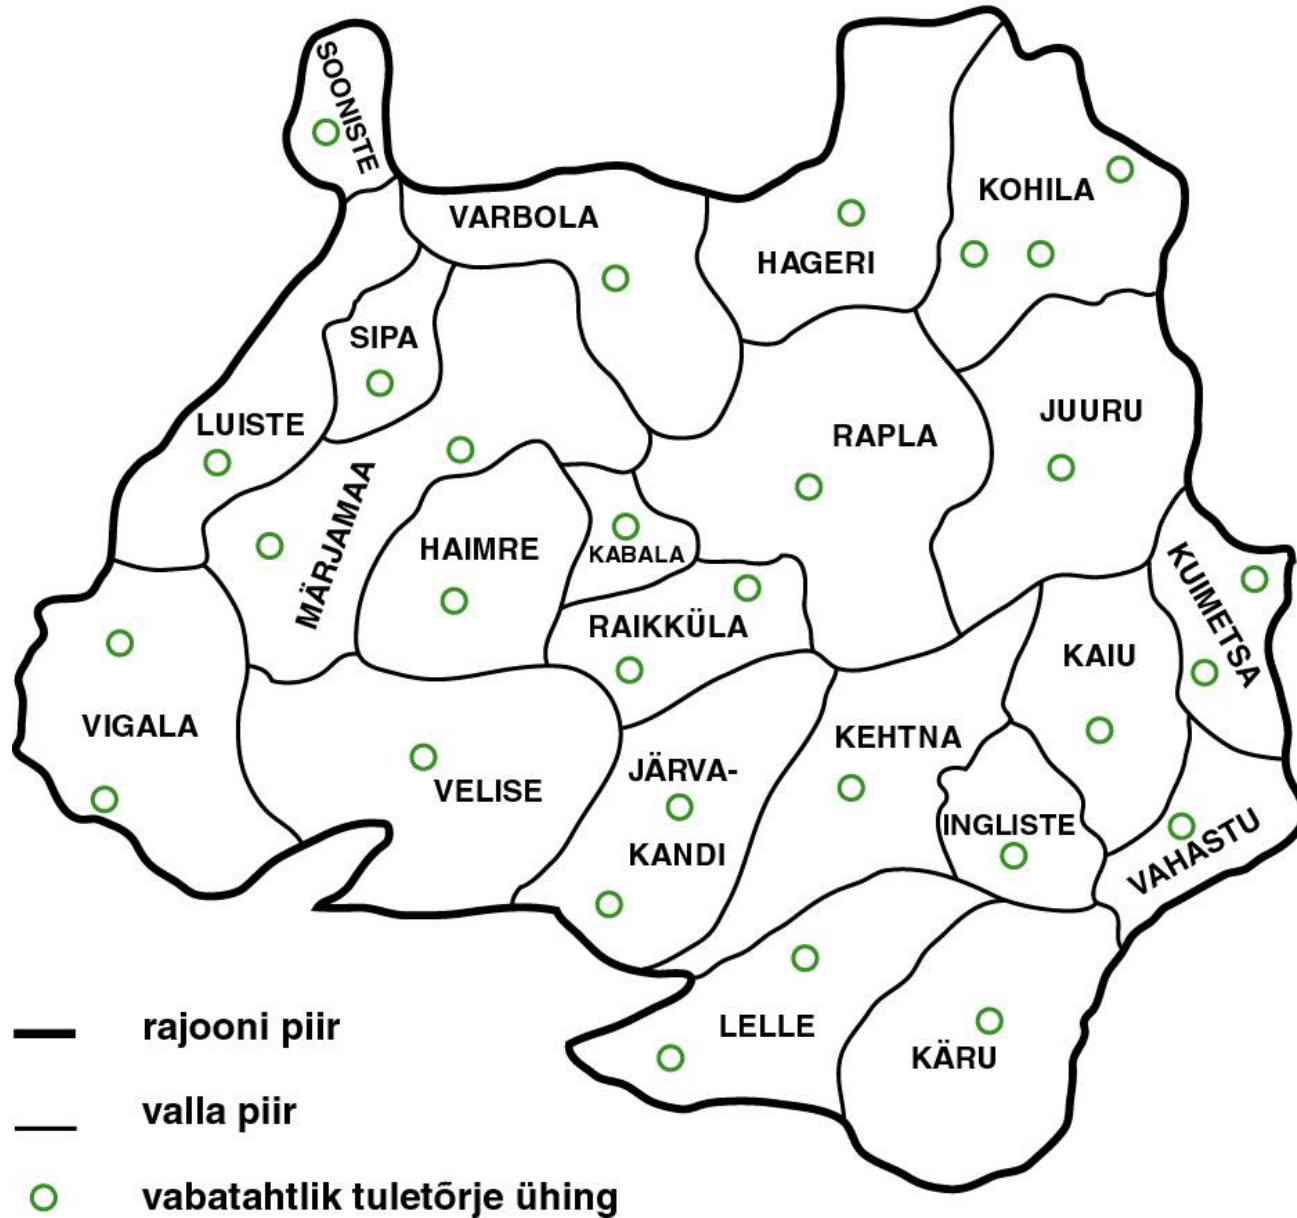 SOONISTE
VARBOLA
KOHILA
HAGERI
SIPA
LUISTE
JUURU
RAPLA
MÄRJAMAA
HAIMRE
KABALA
KUIMETSA
RAIKKÜLA
KAIU
VIGALA
KEHTNA
JÄRVA-
KANDI
VELISE
INGLISTE
VAHASTU
LELLE
KÄRU
rajooni piir
valla piir
vabatahtlik tuletõrje ühing